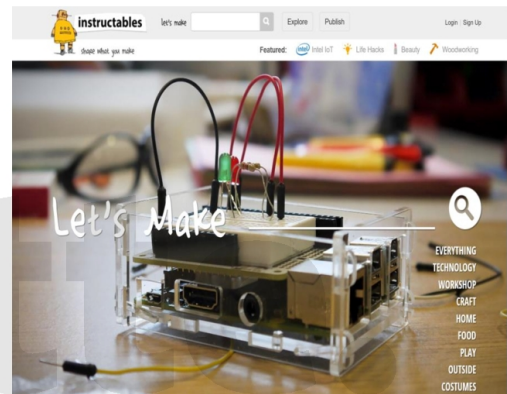 instructables
let's make
Explore
Publish
Login | Sign Up
share what you make
Featured:
Intel IoT
Life Hacks
Beauty
Woodworking
Let's Make
EVERYTHING
TECHNOLOGY
WORKSHOP
CRAFT
HOME
FOOD
PLAY
OUTSIDE
COSTUMES